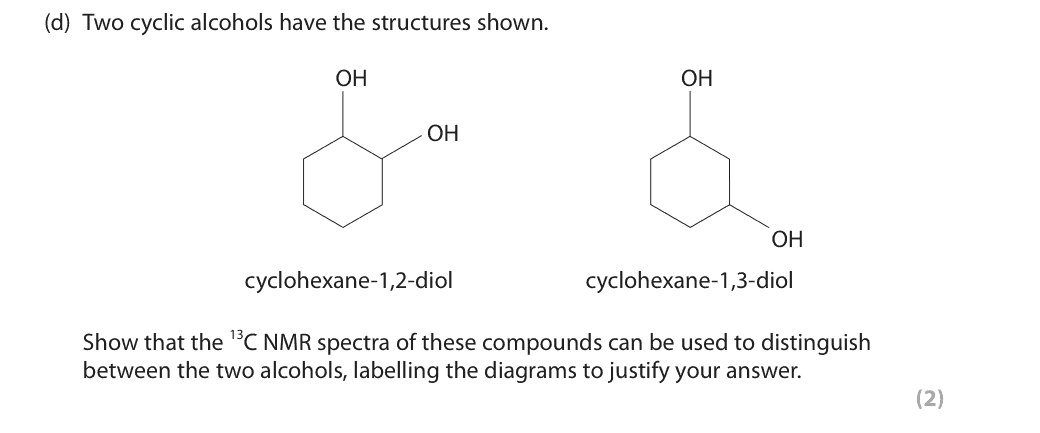 (d) Two cyclic alcohols have the structures shown.
OH
OH
OH
OH
cyclohexane-1,2-diol
cyclohexane-1,3-diol
Show that the ¹³C NMR spectra of these compounds can be used to distinguish
between the two alcohols, labelling the diagrams to justify your answer.
(2)